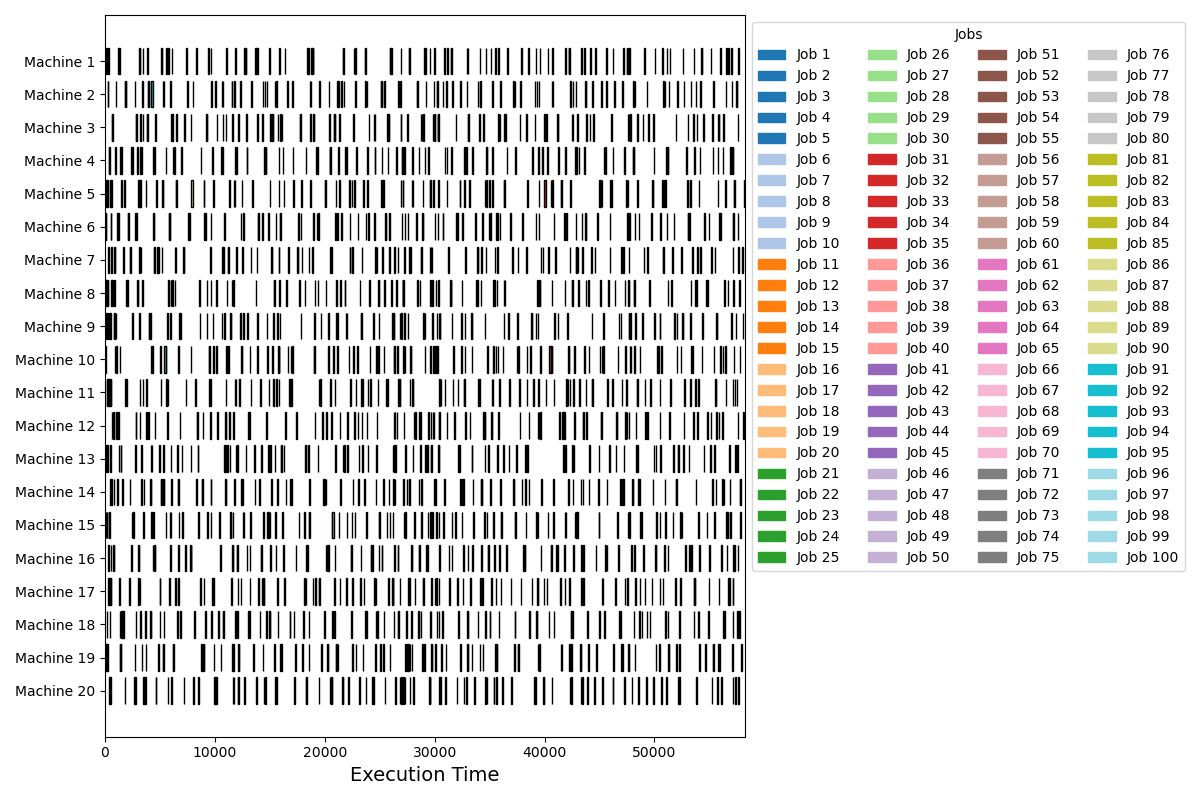 Machine 1
Machine 2
Machine 3
Machine 4
Machine 5
Machine 6
Machine 7
Machine 8
Machine 9
Machine 10
Machine 11
Machine 12
Machine 13
Machine 14
Machine 15
Machine 16
Machine 17
Machine 18
Machine 19
Machine 20
0 10000 20000 30000 40000 50000
Execution Time
Jobs
Job 1 Job 26 Job 51 Job 76
Job 2 Job 27 Job 52 Job 77
Job 3 Job 28 Job 53 Job 78
Job 4 Job 29 Job 54 Job 79
Job 5 Job 30 Job 55 Job 80
Job 6 Job 31 Job 56 Job 81
Job 7 Job 32 Job 57 Job 82
Job 8 Job 33 Job 58 Job 83
Job 9 Job 34 Job 59 Job 84
Job 10 Job 35 Job 60 Job 85
Job 11 Job 36 Job 61 Job 86
Job 12 Job 37 Job 62 Job 87
Job 13 Job 38 Job 63 Job 88
Job 14 Job 39 Job 64 Job 89
Job 15 Job 40 Job 65 Job 90
Job 16 Job 41 Job 66 Job 91
Job 17 Job 42 Job 67 Job 92
Job 18 Job 43 Job 68 Job 93
Job 19 Job 44 Job 69 Job 94
Job 20 Job 45 Job 70 Job 95
Job 21 Job 46 Job 71 Job 96
Job 22 Job 47 Job 72 Job 97
Job 23 Job 48 Job 73 Job 98
Job 24 Job 49 Job 74 Job 99
Job 25 Job 50 Job 75 Job 100